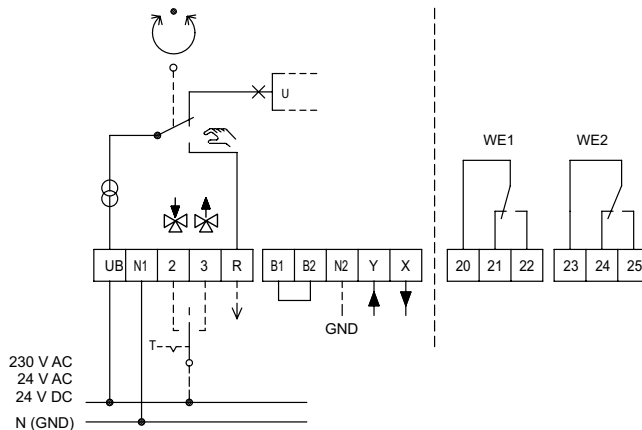 U
WE1
WE2
UB N1 2 3 R
B1 B2 N2 Y X
20 21 22
23 24 25
GND
T
230 V AC
24 V AC
24 V DC
N (GND)